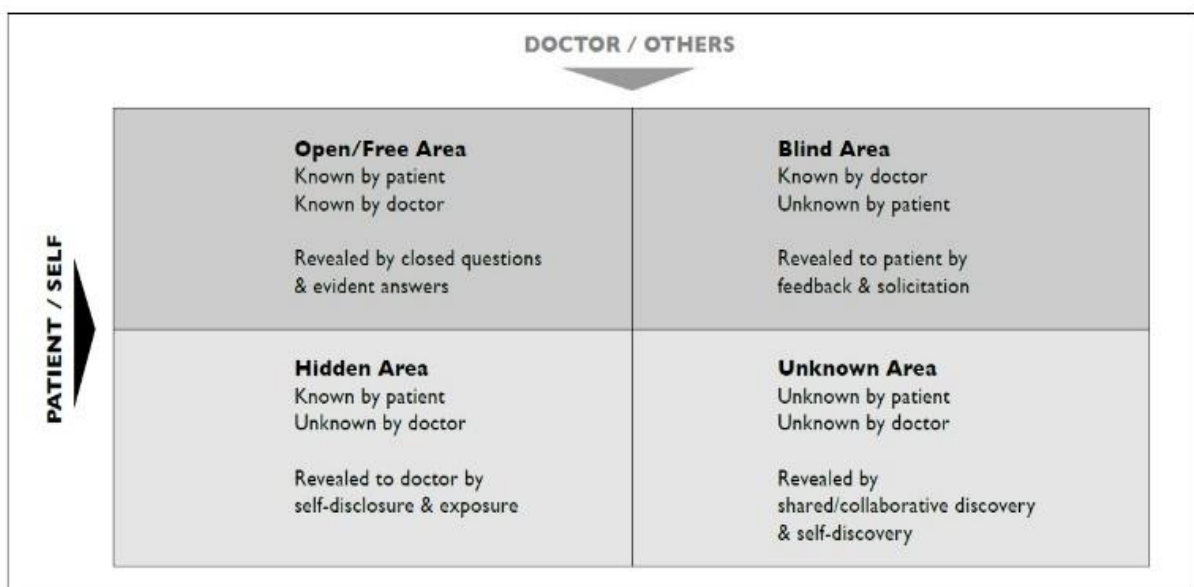 DOCTOR / OTHERS
PATIENT / SELF
Open/Free Area
Known by patient
Known by doctor
Revealed by closed questions
& evident answers
Blind Area
Known by doctor
Unknown by patient
Revealed to patient by
feedback & solicitation
Hidden Area
Known by patient
Unknown by doctor
Revealed to doctor by
self-disclosure & exposure
Unknown Area
Unknown by patient
Unknown by doctor
Revealed by
shared/collaborative discovery
& self-discovery